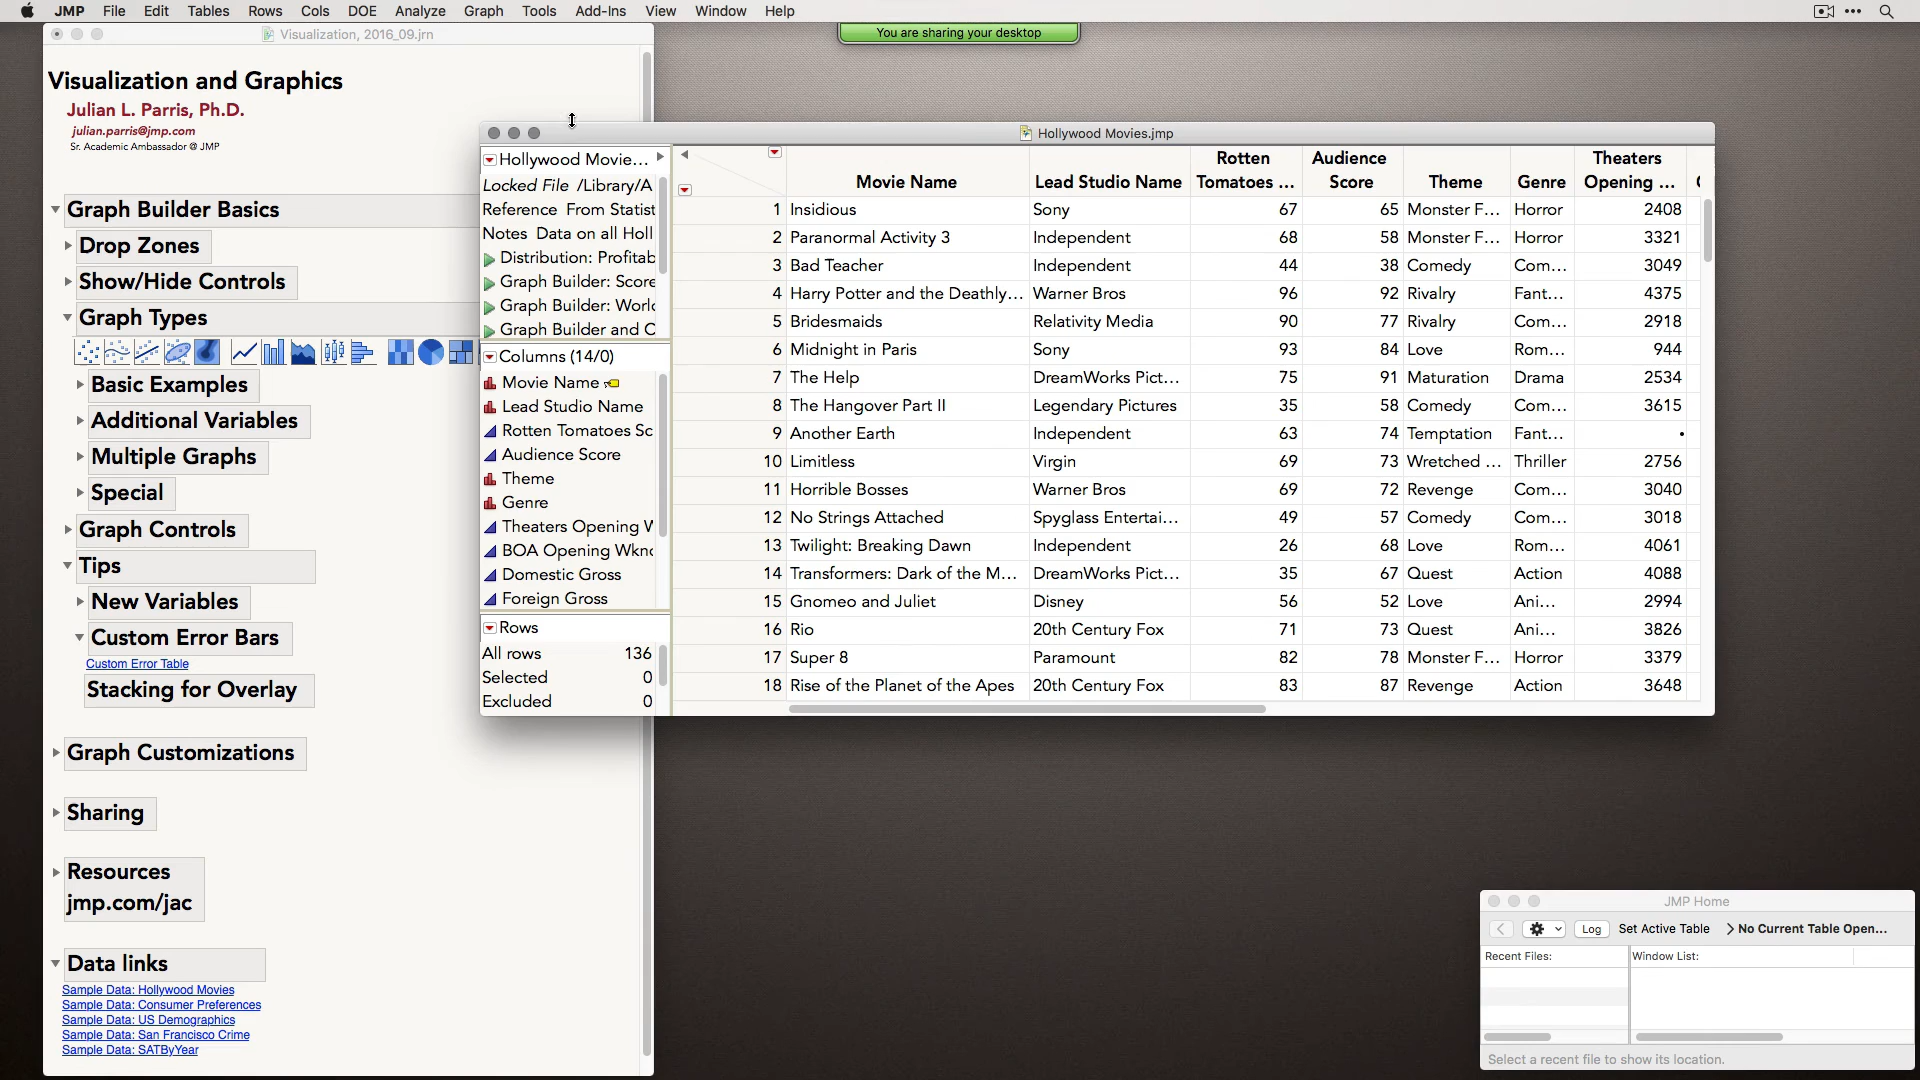 JMP File Edit Tables Rows Cols DOE Analyze Graph Tools Add-Ins View Window Help
You are sharing your desktop
Visualization, 2016_09.jrn
Visualization and Graphics
Julian L. Parris, Ph.D.
julian.parris@jmp.com
Sr. Academic Ambassador @ JMP
Graph Builder Basics
Drop Zones
Show/Hide Controls
Graph Types
Basic Examples
Additional Variables
Multiple Graphs
Special
Graph Controls
Tips
New Variables
Custom Error Bars
Custom Error Table
Stacking for Overlay
Graph Customizations
Sharing
Resources
jmp.com/jac
Data links
Sample Data: Hollywood Movies
Sample Data: Consumer Preferences
Sample Data: US Demographics
Sample Data: San Francisco Crime
Sample Data: SATByYear
Hollywood Movies.jmp
Hollywood Movie...
Locked File /Library/A
Reference From Statist
Notes Data on all Holl
Distribution: Profitab
Graph Builder: Score
Graph Builder: World
Graph Builder and C
Columns (14/0)
Movie Name
Lead Studio Name
Rotten Tomatoes Sc
Audience Score
Theme
Genre
Theaters Opening W
BOA Opening Wknd
Domestic Gross
Foreign Gross
Rows
All rows 136
Selected 0
Excluded 0
Movie Name Lead Studio Name Rotten Tomatoes ... Audience Score Theme Genre Theaters Opening ...
1 Insidious Sony 67 65 Monster F... Horror 2408
2 Paranormal Activity 3 Independent 68 58 Monster F... Horror 3321
3 Bad Teacher Independent 44 38 Comedy Com... 3049
4 Harry Potter and the Deathly... Warner Bros 96 92 Rivalry Fant... 4375
5 Bridesmaids Relativity Media 90 77 Rivalry Com... 2918
6 Midnight in Paris Sony 93 84 Love Rom... 944
7 The Help DreamWorks Pict... 75 91 Maturation Drama 2534
8 The Hangover Part II Legendary Pictures 35 58 Comedy Com... 3615
9 Another Earth Independent 63 74 Temptation Fant... •
10 Limitless Virgin 69 73 Wretched ... Thriller 2756
11 Horrible Bosses Warner Bros 69 72 Revenge Com... 3040
12 No Strings Attached Spyglass Entertai... 49 57 Comedy Com... 3018
13 Twilight: Breaking Dawn Independent 26 68 Love Rom... 4061
14 Transformers: Dark of the M... DreamWorks Pict... 35 67 Quest Action 4088
15 Gnomeo and Juliet Disney 56 52 Love Ani... 2994
16 Rio 20th Century Fox 71 73 Quest Ani... 3826
17 Super 8 Paramount 82 78 Monster F... Horror 3379
18 Rise of the Planet of the Apes 20th Century Fox 83 87 Revenge Action 3648
JMP Home
Log Set Active Table No Current Table Open...
Recent Files: Window List:
Select a recent file to show its location.